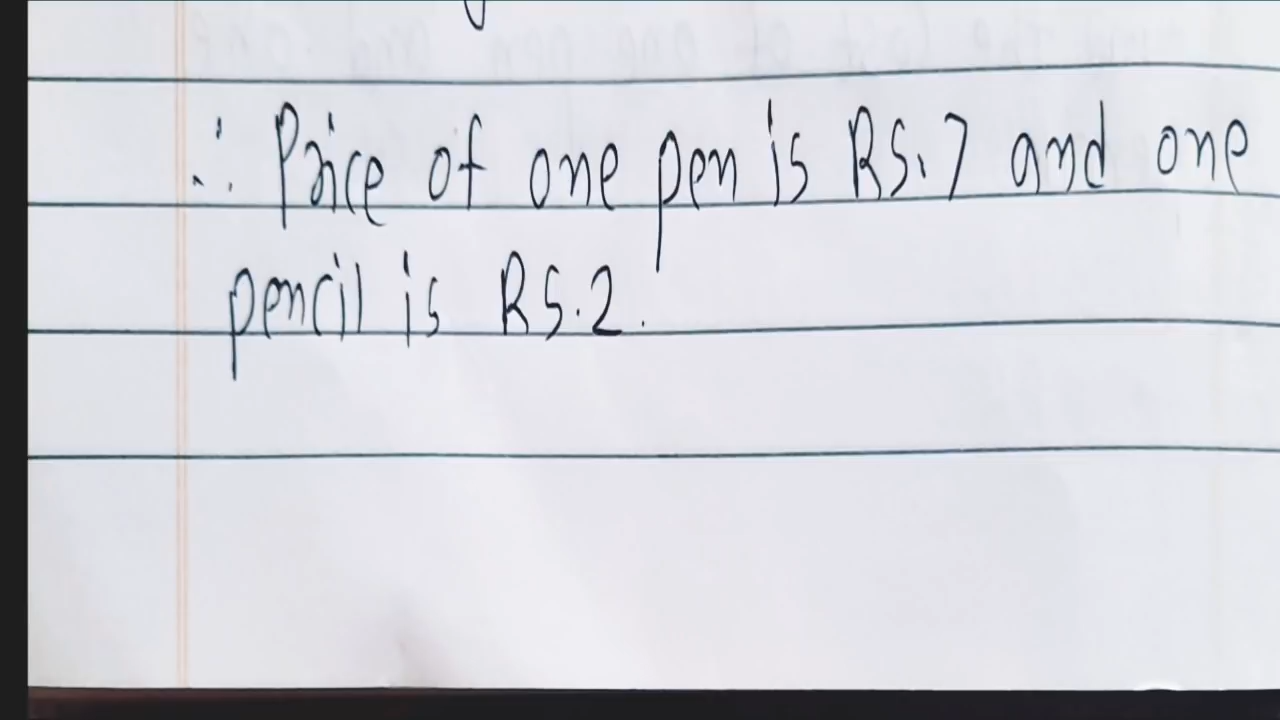 ∴ Price of one pen is Rs.7 and one
pencil is Rs.2.